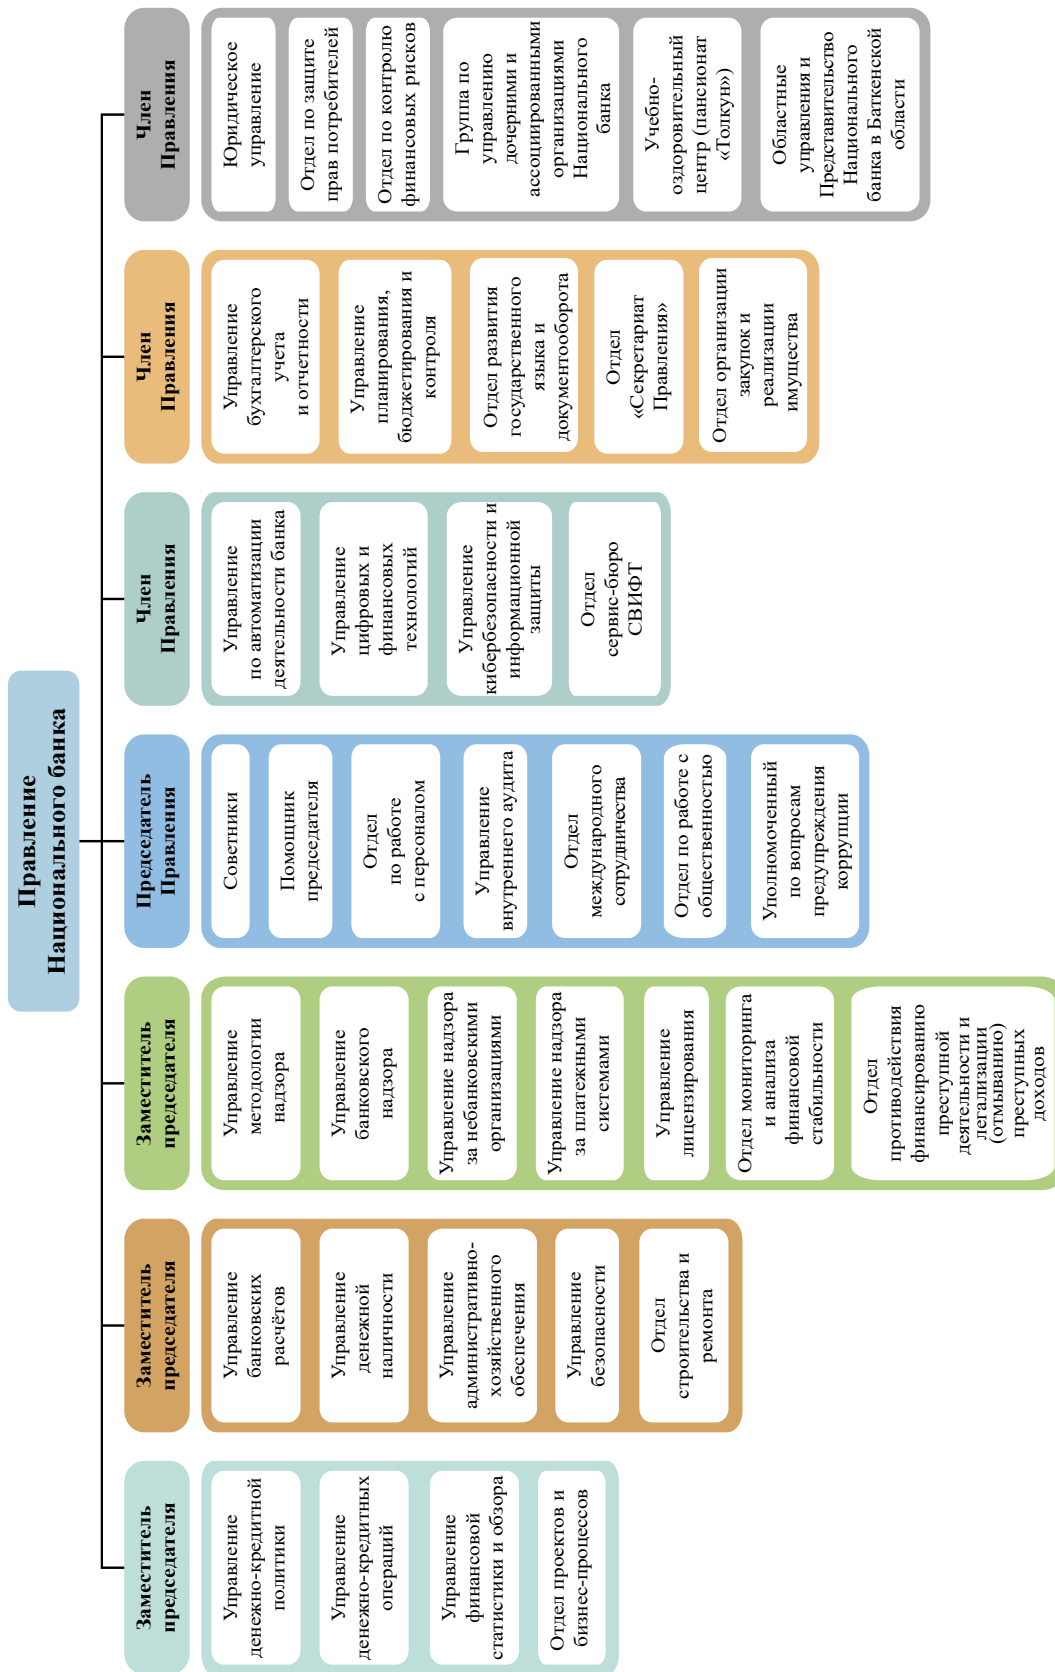 Правление
Национального банка
Заместитель
председателя
Управление
денежно-кредитной
политики
Управление
денежно-кредитных
операций
Управление
финансовой
статистики и обзора
Отдел проектов и
бизнес-процессов
Заместитель
председателя
Управление
банковских
расчётов
Управление
денежной
наличности
Управление
административно-
хозяйственного
обеспечения
Управление
безопасности
Отдел
строительства и
ремонта
Заместитель
председателя
Управление
методологии
надзора
Управление
банковского
надзора
Управление надзора
за небанковскими
организациями
Управление надзора
за платежными
системами
Управление
лицензирования
Отдел мониторинга
и анализа
финансовой
стабильности
Отдел
противодействия
финансированию
преступной
деятельности и
легализации
(отмыванию)
преступных
доходов
Председатель
Правления
Советники
Помощник
председателя
Отдел
по работе
с персоналом
Управление
внутреннего аудита
Отдел
международного
сотрудничества
Отдел по работе с
общественностью
Уполномоченный
по вопросам
предупреждения
коррупции
Член
Правления
Управление
по автоматизации
деятельности банка
Управление
цифровых и
финансовых
технологий
Управление
кибербезопасности и
информационной
защиты
Отдел
сервис-бюро
СВИФТ
Член
Правления
Управление
бухгалтерского
учета
и отчетности
Управление
планирования,
бюджетирования и
контроля
Отдел развития
государственного
языка и
документооборота
Отдел
«Секретариат
Правления»
Отдел организации
закупок и
реализации
имущества
Член
Правления
Юридическое
управление
Отдел по защите
прав потребителей
Отдел по контролю
финансовых рисков
Группа по
управлению
дочерними и
ассоциированными
организациями
Национального
банка
Учебно-
оздоровительный
центр (пансионат
«Толкун»)
Областные
управления и
Представительство
Национального
банка в Баткенской
области